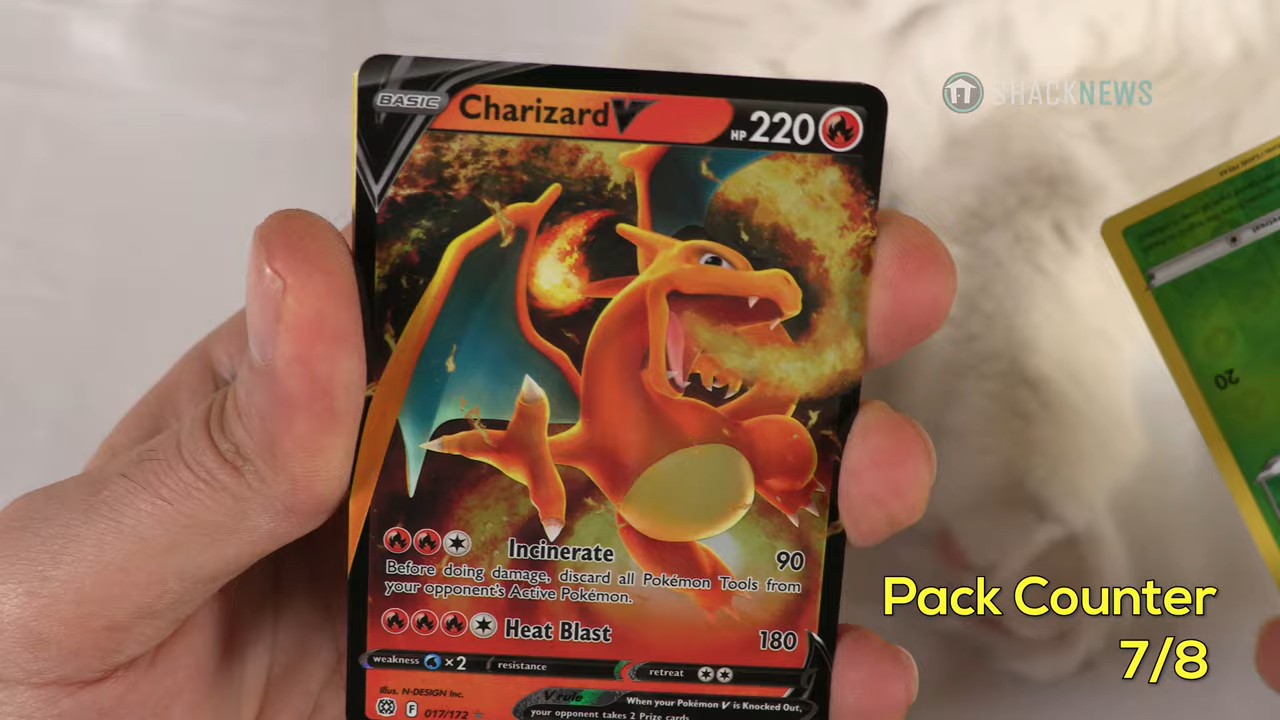 SHACKNEWS
BASIC
Charizard V
HP 220
Incinerate 90
Before doing damage, discard all Pokémon Tools from
your opponent's Active Pokémon.
Heat Blast 180
weakness ×2 resistance retreat
Illus. N-DESIGN Inc.
F 017/172
V rule
When your Pokémon V is Knocked Out,
your opponent takes 2 Prize cards.
20
Pack Counter
7/8